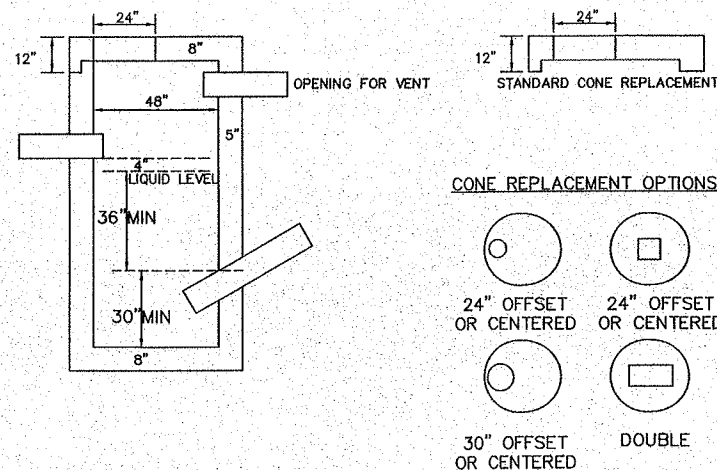 24"
12"
8"
OPENING FOR VENT
48"
5"
4"
LIQUID LEVEL
36"MIN
30"MIN
8"
24"
12"
STANDARD CONE REPLACEMENT
CONE REPLACEMENT OPTIONS
24" OFFSET
OR CENTERED
24" OFFSET
OR CENTERED
30" OFFSET
OR CENTERED
DOUBLE